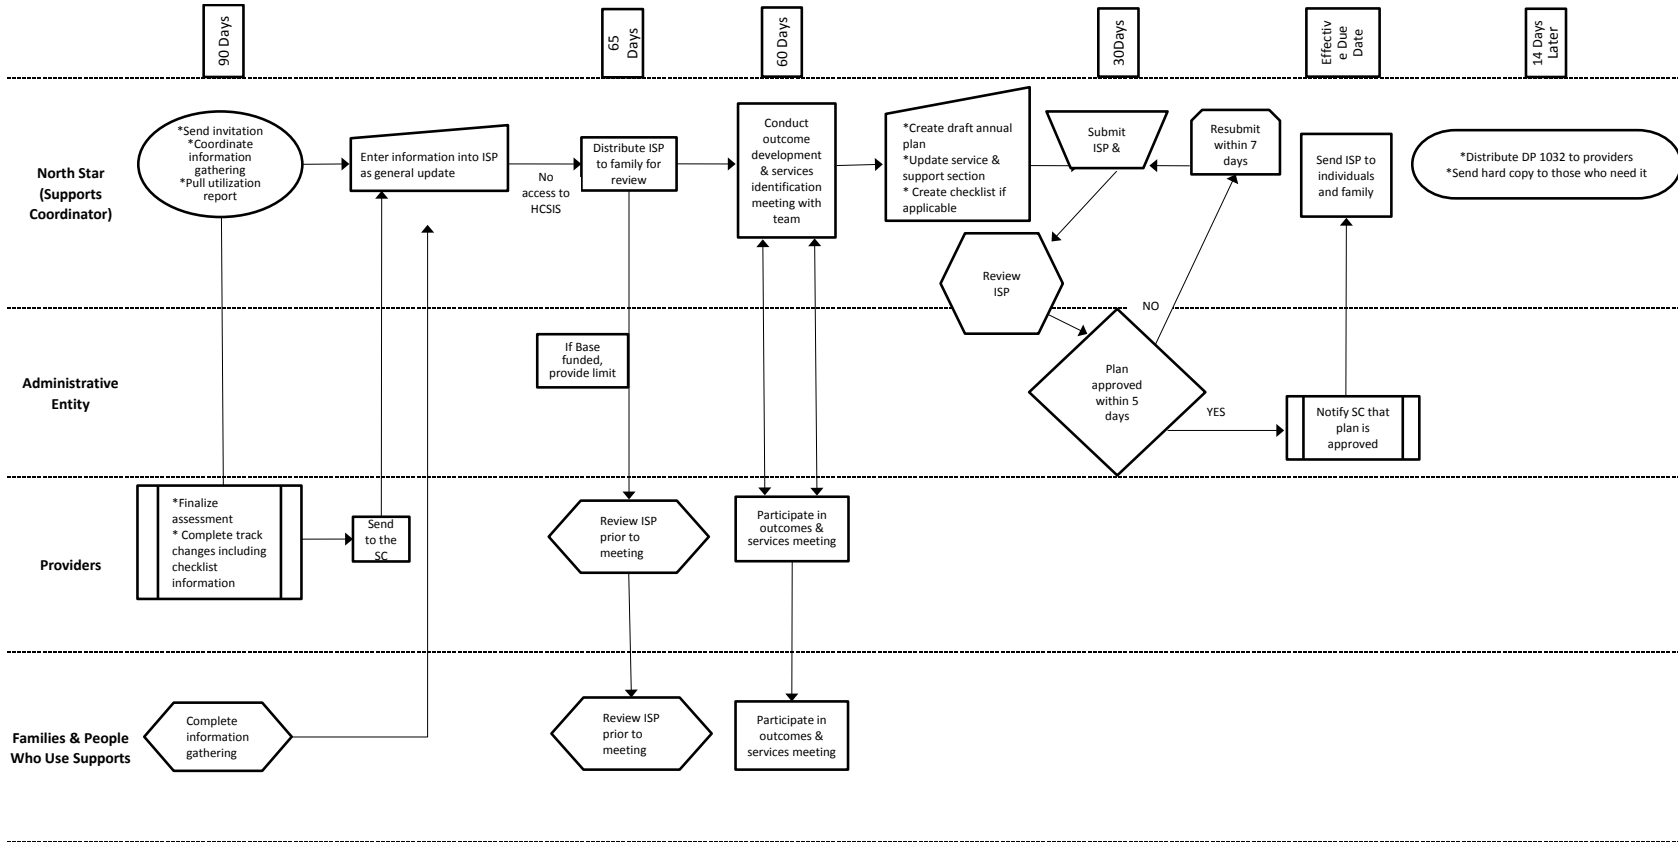 90 Days
65
Days
60 Days
30Days
Effectiv
e Due
Date
14 Days
Later
North Star
(Supports
Coordinator)
*Send invitation
*Coordinate
information
gathering
*Pull utilization
report
Enter information into ISP
as general update
No
access to
HCSIS
Distribute ISP
to family for
review
Conduct
outcome
development
& services
identification
meeting with
team
*Create draft annual
plan
*Update service &
support section
* Create checklist if
applicable
Submit
ISP &
Resubmit
within 7
days
Send ISP to
individuals
and family
*Distribute DP 1032 to providers
*Send hard copy to those who need it
Review
ISP
NO
Administrative
Entity
If Base
funded,
provide limit
Plan
approved
within 5
days
YES
Notify SC that
plan is
approved
Providers
*Finalize
assessment
* Complete track
changes including
checklist
information
Send
to the
SC
Review ISP
prior to
meeting
Participate in
outcomes &
services meeting
Families & People
Who Use Supports
Complete
information
gathering
Review ISP
prior to
meeting
Participate in
outcomes &
services meeting